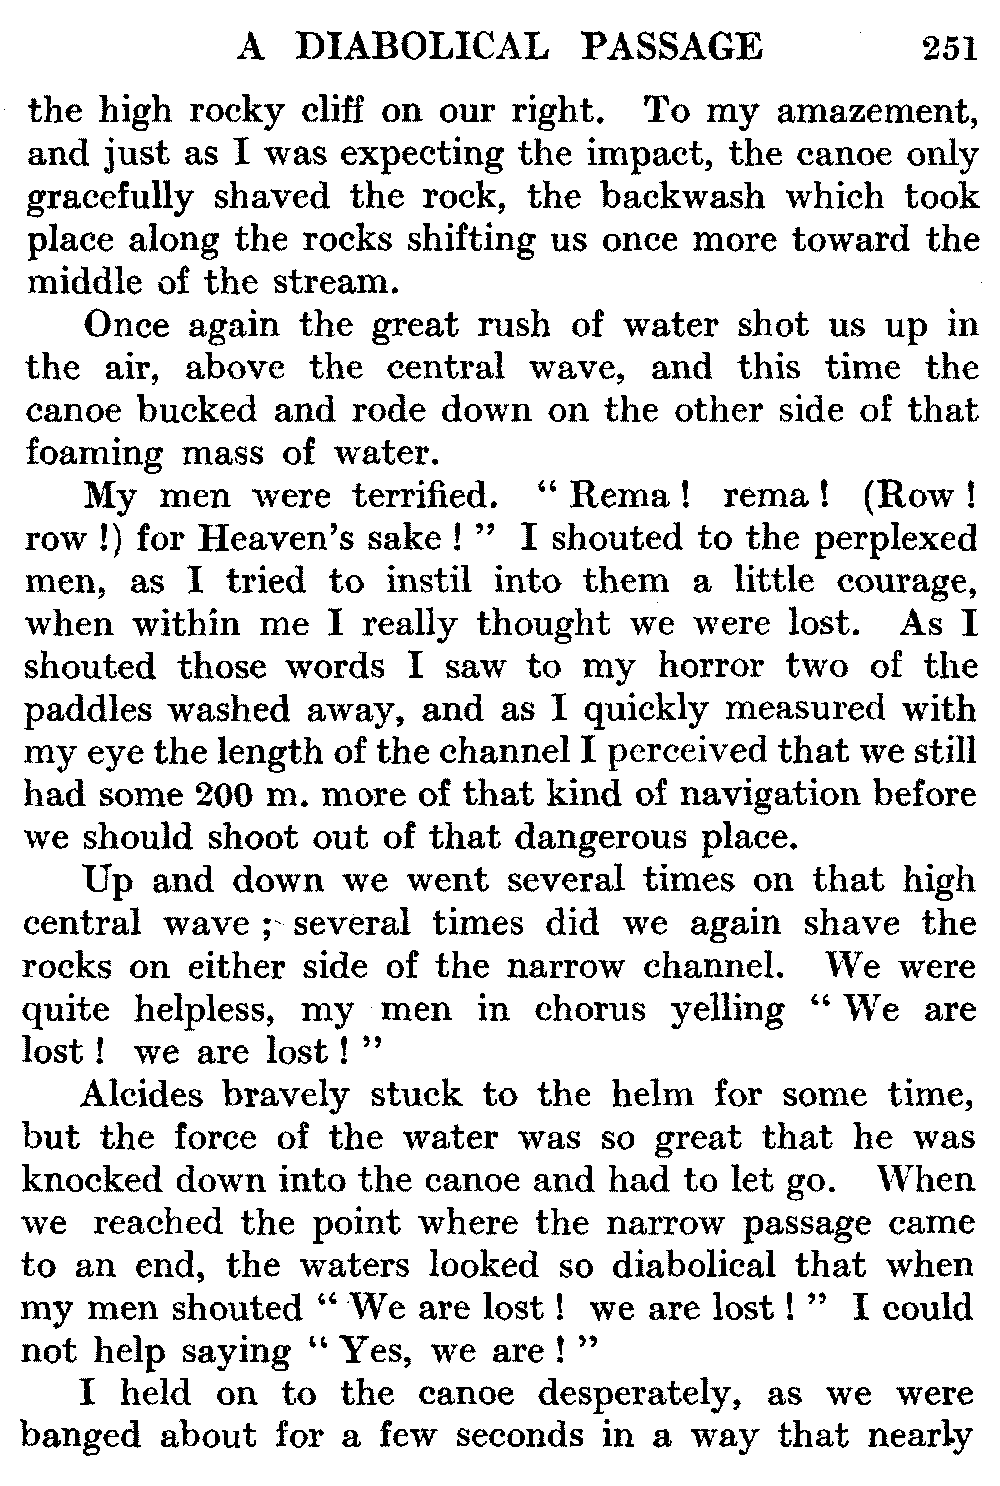 A DIABOLICAL PASSAGE 251
the high rocky cliff on our right. To my amazement,
and just as I was expecting the impact, the canoe only
gracefully shaved the rock, the backwash which took
place along the rocks shifting us once more toward the
middle of the stream.
Once again the great rush of water shot us up in
the air, above the central wave, and this time the
canoe bucked and rode down on the other side of that
foaming mass of water.
My men were terrified. “ Rema ! rema ! (Row !
row !) for Heaven's sake ! ” I shouted to the perplexed
men, as I tried to instil into them a little courage,
when within me I really thought we were lost. As I
shouted those words I saw to my horror two of the
paddles washed away, and as I quickly measured with
my eye the length of the channel I perceived that we still
had some 200 m. more of that kind of navigation before
we should shoot out of that dangerous place.
Up and down we went several times on that high
central wave ; several times did we again shave the
rocks on either side of the narrow channel. We were
quite helpless, my men in chorus yelling “ We are
lost ! we are lost ! ”
Alcides bravely stuck to the helm for some time,
but the force of the water was so great that he was
knocked down into the canoe and had to let go. When
we reached the point where the narrow passage came
to an end, the waters looked so diabolical that when
my men shouted “ We are lost ! we are lost ! ” I could
not help saying “ Yes, we are ! ”
I held on to the canoe desperately, as we were
banged about for a few seconds in a way that nearly